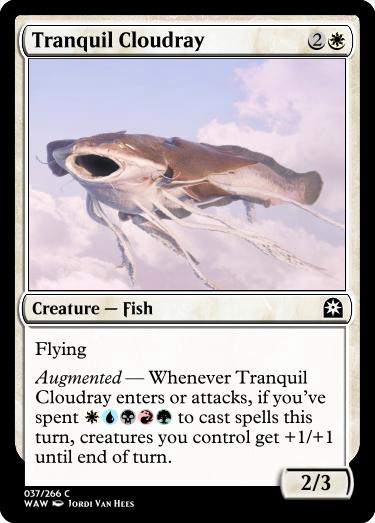 Tranquil Cloudray 2
Creature — Fish
Flying
Augmented — Whenever Tranquil
Cloudray enters or attacks, if you've
spent to cast spells this
turn, creatures you control get +1/+1
until end of turn.
2/3
037/266 C
WAW Jordi Van Hees